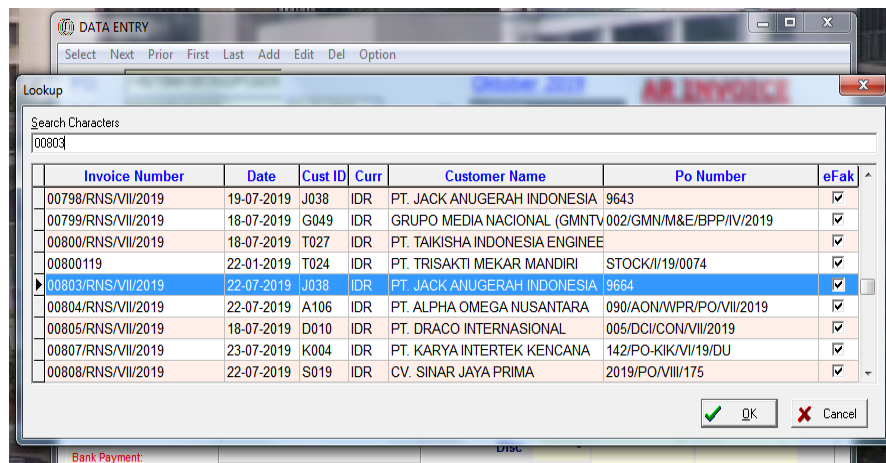 DATA ENTRY
Select Next Prior First Last Add Edit Del Option
Lookup
Oktober 2019 AR INVOICE
Search Characters
00803
Invoice Number Date Cust ID Curr Customer Name Po Number eFak
00798/RNS/VII/2019 19-07-2019 J038 IDR PT. JACK ANUGERAH INDONESIA 9643
00799/RNS/VII/2019 18-07-2019 G049 IDR GRUPO MEDIA NACIONAL (GMNTV 002/GMN/M&E/BPP/IV/2019
00800/RNS/VII/2019 18-07-2019 T027 IDR PT. TAIKISHA INDONESIA ENGINEE
00800119 22-01-2019 T024 IDR PT. TRISAKTI MEKAR MANDIRI STOCK/I/19/0074
00803/RNS/VII/2019 22-07-2019 J038 IDR PT. JACK ANUGERAH INDONESIA 9664
00804/RNS/VII/2019 22-07-2019 A106 IDR PT. ALPHA OMEGA NUSANTARA 090/AON/WPR/PO/VII/2019
00805/RNS/VII/2019 18-07-2019 D010 IDR PT. DRACO INTERNASIONAL 005/DCI/CON/VII/2019
00807/RNS/VII/2019 23-07-2019 K004 IDR PT. KARYA INTERTEK KENCANA 142/PO-KIK/VI/19/DU
00808/RNS/VII/2019 22-07-2019 S019 IDR CV. SINAR JAYA PRIMA 2019/PO/VIII/175
OK Cancel
Bank Payment: Disc